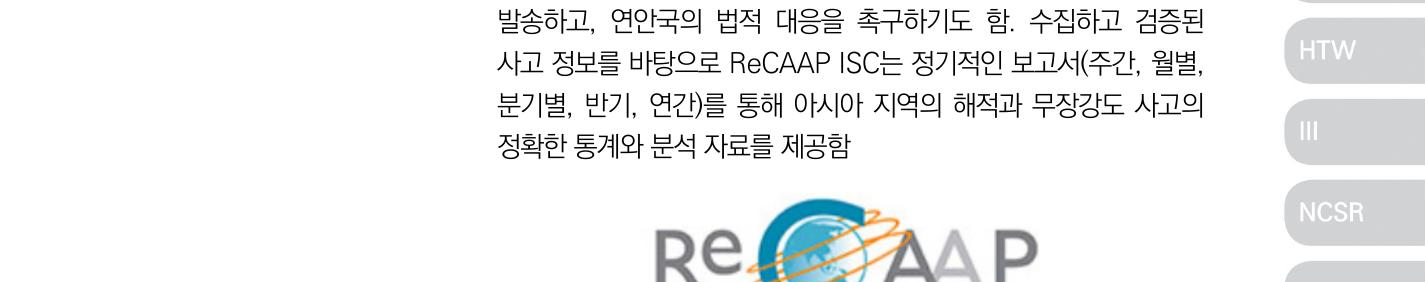 발송하고, 연안국의 법적 대응을 촉구하기도 함. 수집하고 검증된
사고 정보를 바탕으로 ReCAAP ISC는 정기적인 보고서(주간, 월별,
분기별, 반기, 연간)를 통해 아시아 지역의 해적과 무장강도 사고의
정확한 통계와 분석 자료를 제공함
ReCAAP
HTW
III
NCSR